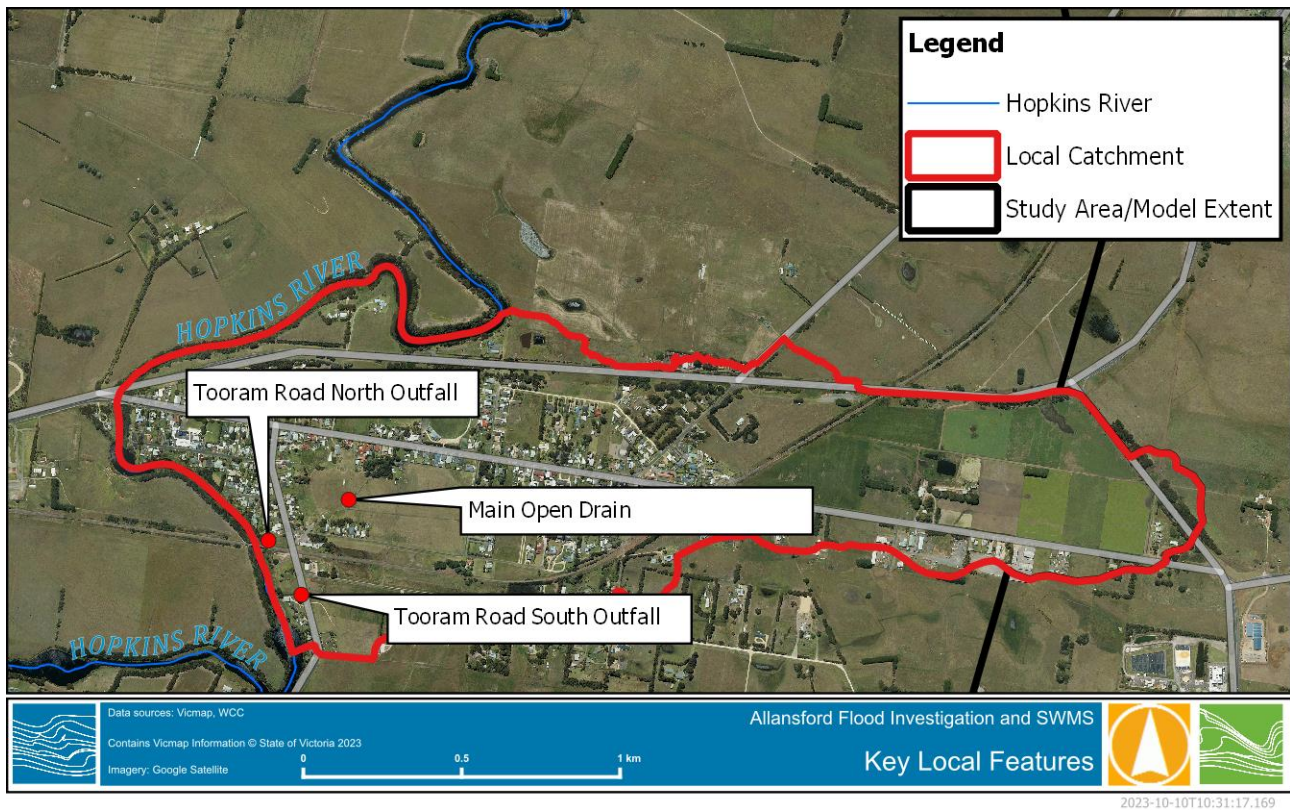 Legend
Hopkins River
Local Catchment
Study Area/Model Extent
HOPKINS RIVER
Tooram Road North Outfall
Main Open Drain
Tooram Road South Outfall
HOPKINS RIVER
Data sources: Vicmap, WCC
Contains Vicmap Information © State of Victoria 2023
Imagery: Google Satellite
0 0.5 1 km
Allansford Flood Investigation and SWMS
Key Local Features
2023-10-10T10:31:17.169